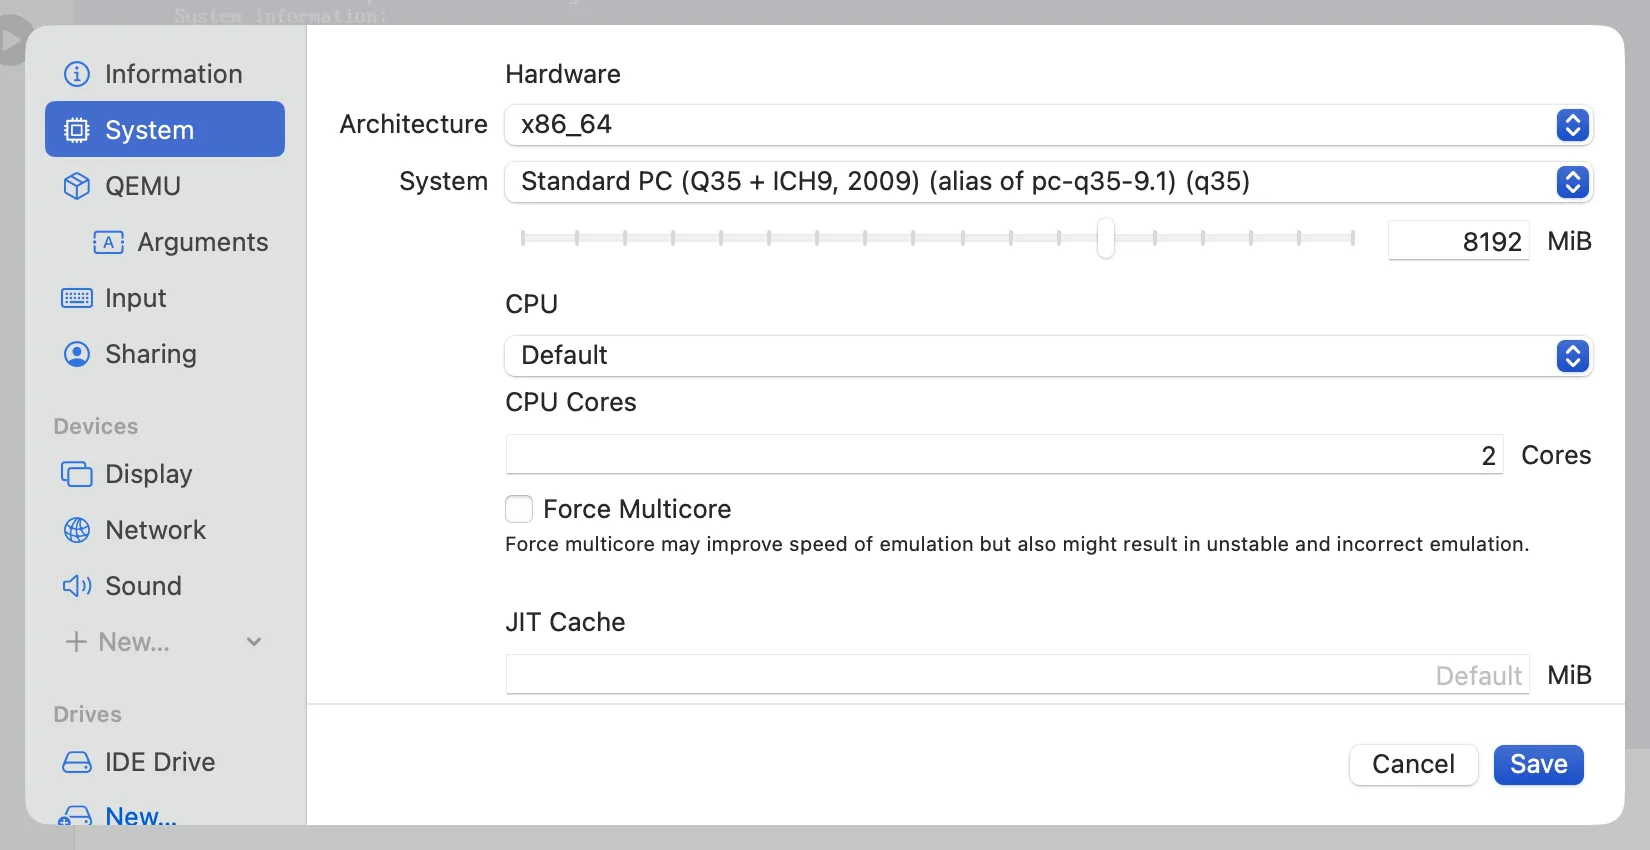 System information:
Information
System
QEMU
Arguments
Input
Sharing
Devices
Display
Network
Sound
New...
Drives
IDE Drive
New...
Hardware
Architecture x86_64
System Standard PC (Q35 + ICH9, 2009) (alias of pc-q35-9.1) (q35)
8192 MiB
CPU
Default
CPU Cores
2 Cores
Force Multicore
Force multicore may improve speed of emulation but also might result in unstable and incorrect emulation.
JIT Cache
Default MiB
Cancel Save